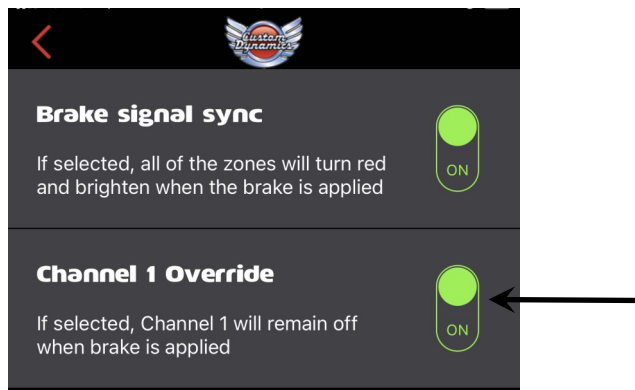 Custom
Dynamics
Brake signal sync
If selected, all of the zones will turn red
and brighten when the brake is applied
ON
Channel 1 Override
If selected, Channel 1 will remain off
when brake is applied
ON